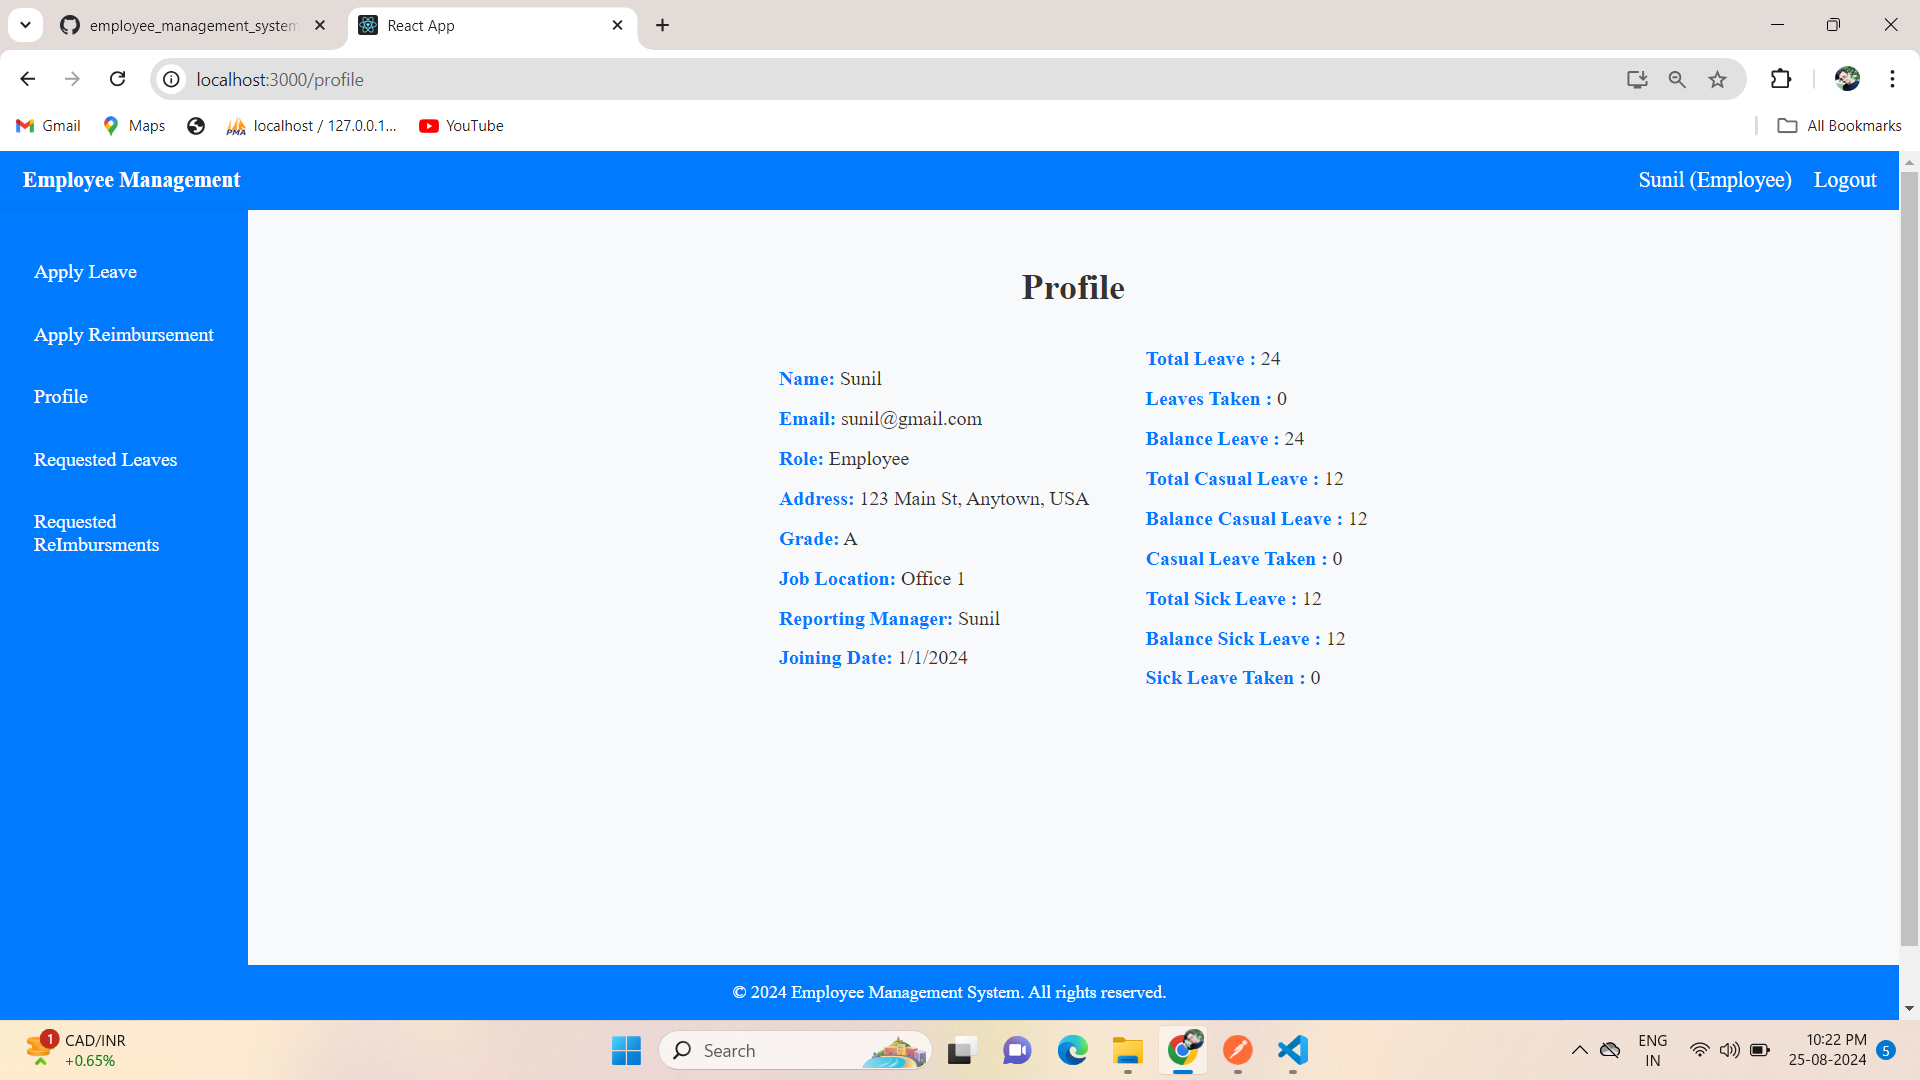 employee_management_system
React App
localhost:3000/profile
Gmail
Maps
PMA
localhost / 127.0.0.1...
YouTube
All Bookmarks
Employee Management
Sunil (Employee)
Logout
Apply Leave
Apply Reimbursement
Profile
Requested Leaves
Requested
ReImbursments
Profile
Name: Sunil
Email: sunil@gmail.com
Role: Employee
Address: 123 Main St, Anytown, USA
Grade: A
Job Location: Office 1
Reporting Manager: Sunil
Joining Date: 1/1/2024
Total Leave : 24
Leaves Taken : 0
Balance Leave : 24
Total Casual Leave : 12
Balance Casual Leave : 12
Casual Leave Taken : 0
Total Sick Leave : 12
Balance Sick Leave : 12
Sick Leave Taken : 0
© 2024 Employee Management System. All rights reserved.
1
CAD/INR
+0.65%
Search
ENG
IN
10:22 PM
25-08-2024
5